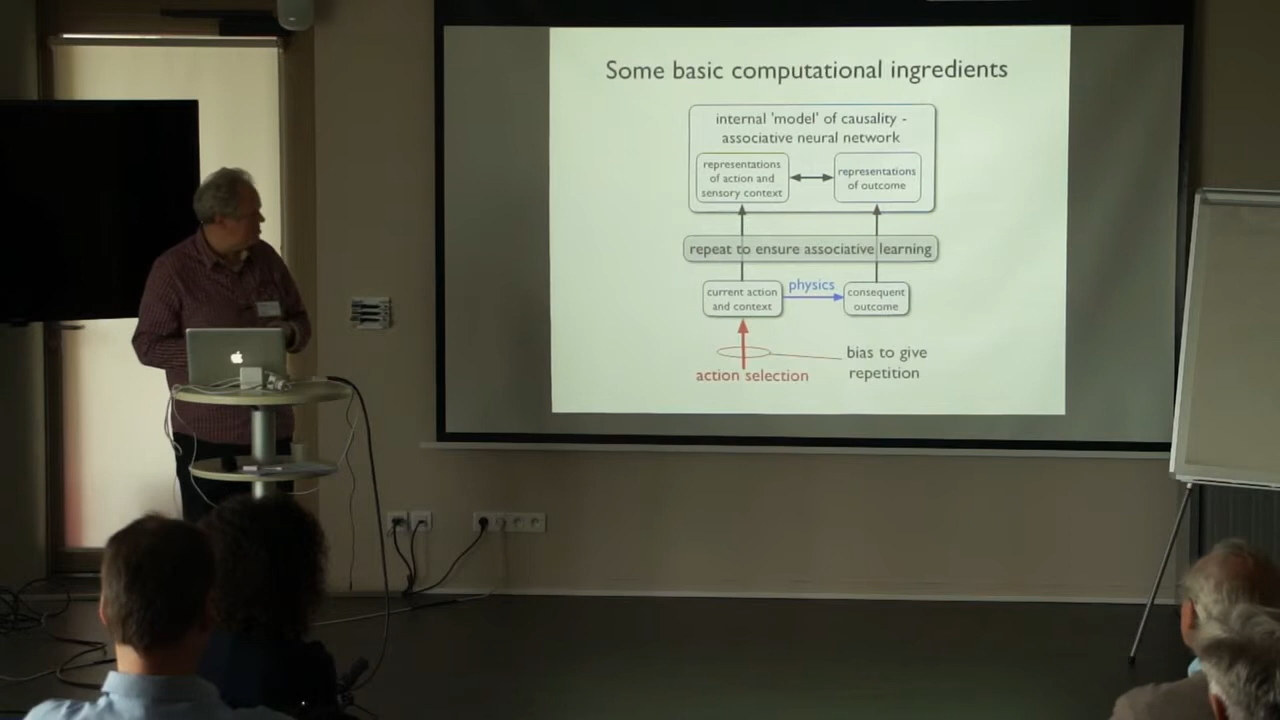 Some basic computational ingredients
internal 'model' of causality -
associative neural network
representations
of action and
sensory context
representations
of outcome
repeat to ensure associative learning
current action
and context
physics
consequent
outcome
bias to give
repetition
action selection